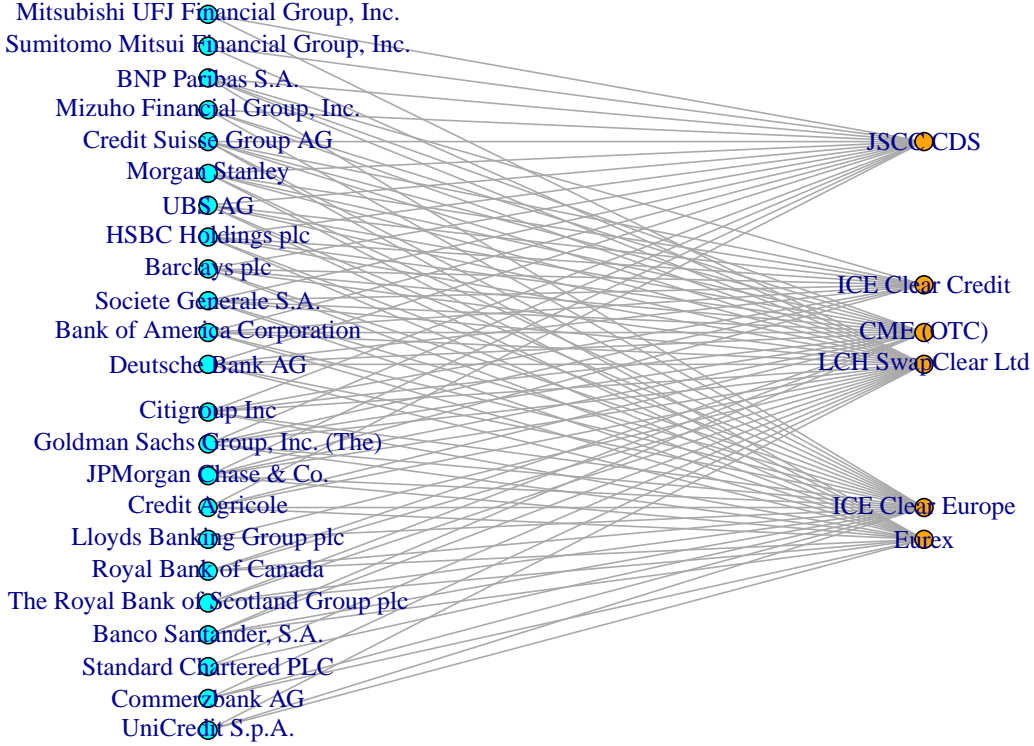 Mitsubishi UFJ Financial Group, Inc.
Sumitomo Mitsui Financial Group, Inc.
BNP Paribas S.A.
Mizuho Financial Group, Inc.
Credit Suisse Group AG
Morgan Stanley
UBS AG
HSBC Holdings plc
Barclays plc
Societe Generale S.A.
Bank of America Corporation
Deutsche Bank AG
Citigroup Inc
Goldman Sachs Group, Inc. (The)
JPMorgan Chase & Co.
Credit Agricole
Lloyds Banking Group plc
Royal Bank of Canada
The Royal Bank of Scotland Group plc
Banco Santander, S.A.
Standard Chartered PLC
Commerzbank AG
UniCredit S.p.A.
JSCC CDS
ICE Clear Credit
CME (OTC)
LCH SwapClear Ltd
ICE Clear Europe
Eurex